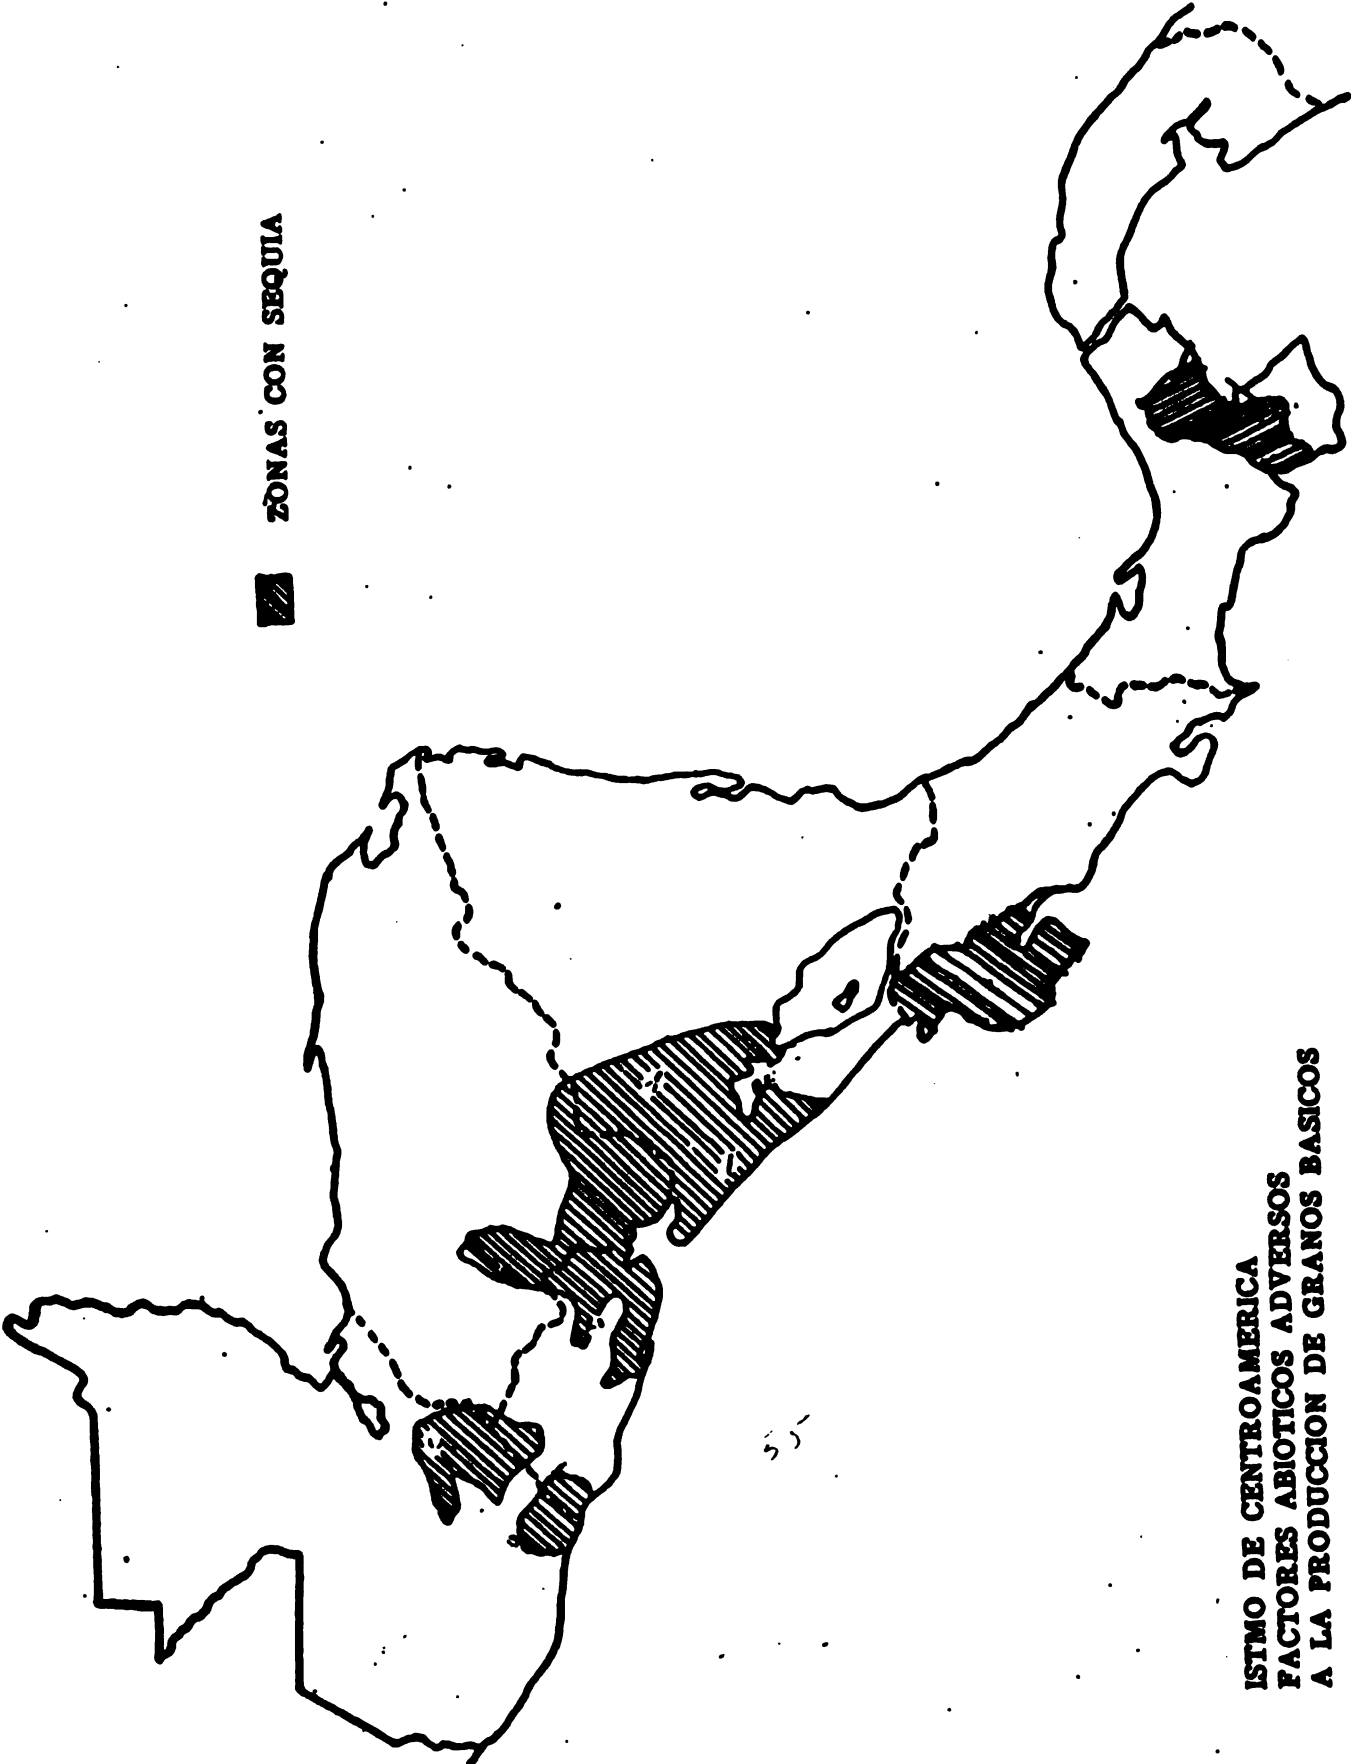 ZONAS CON SEQUIA
ISTMO DE CENTROAMERICA
FACTORES ABIOTICOS ADVERSOS
A LA PRODUCCION DE GRANOS BASICOS